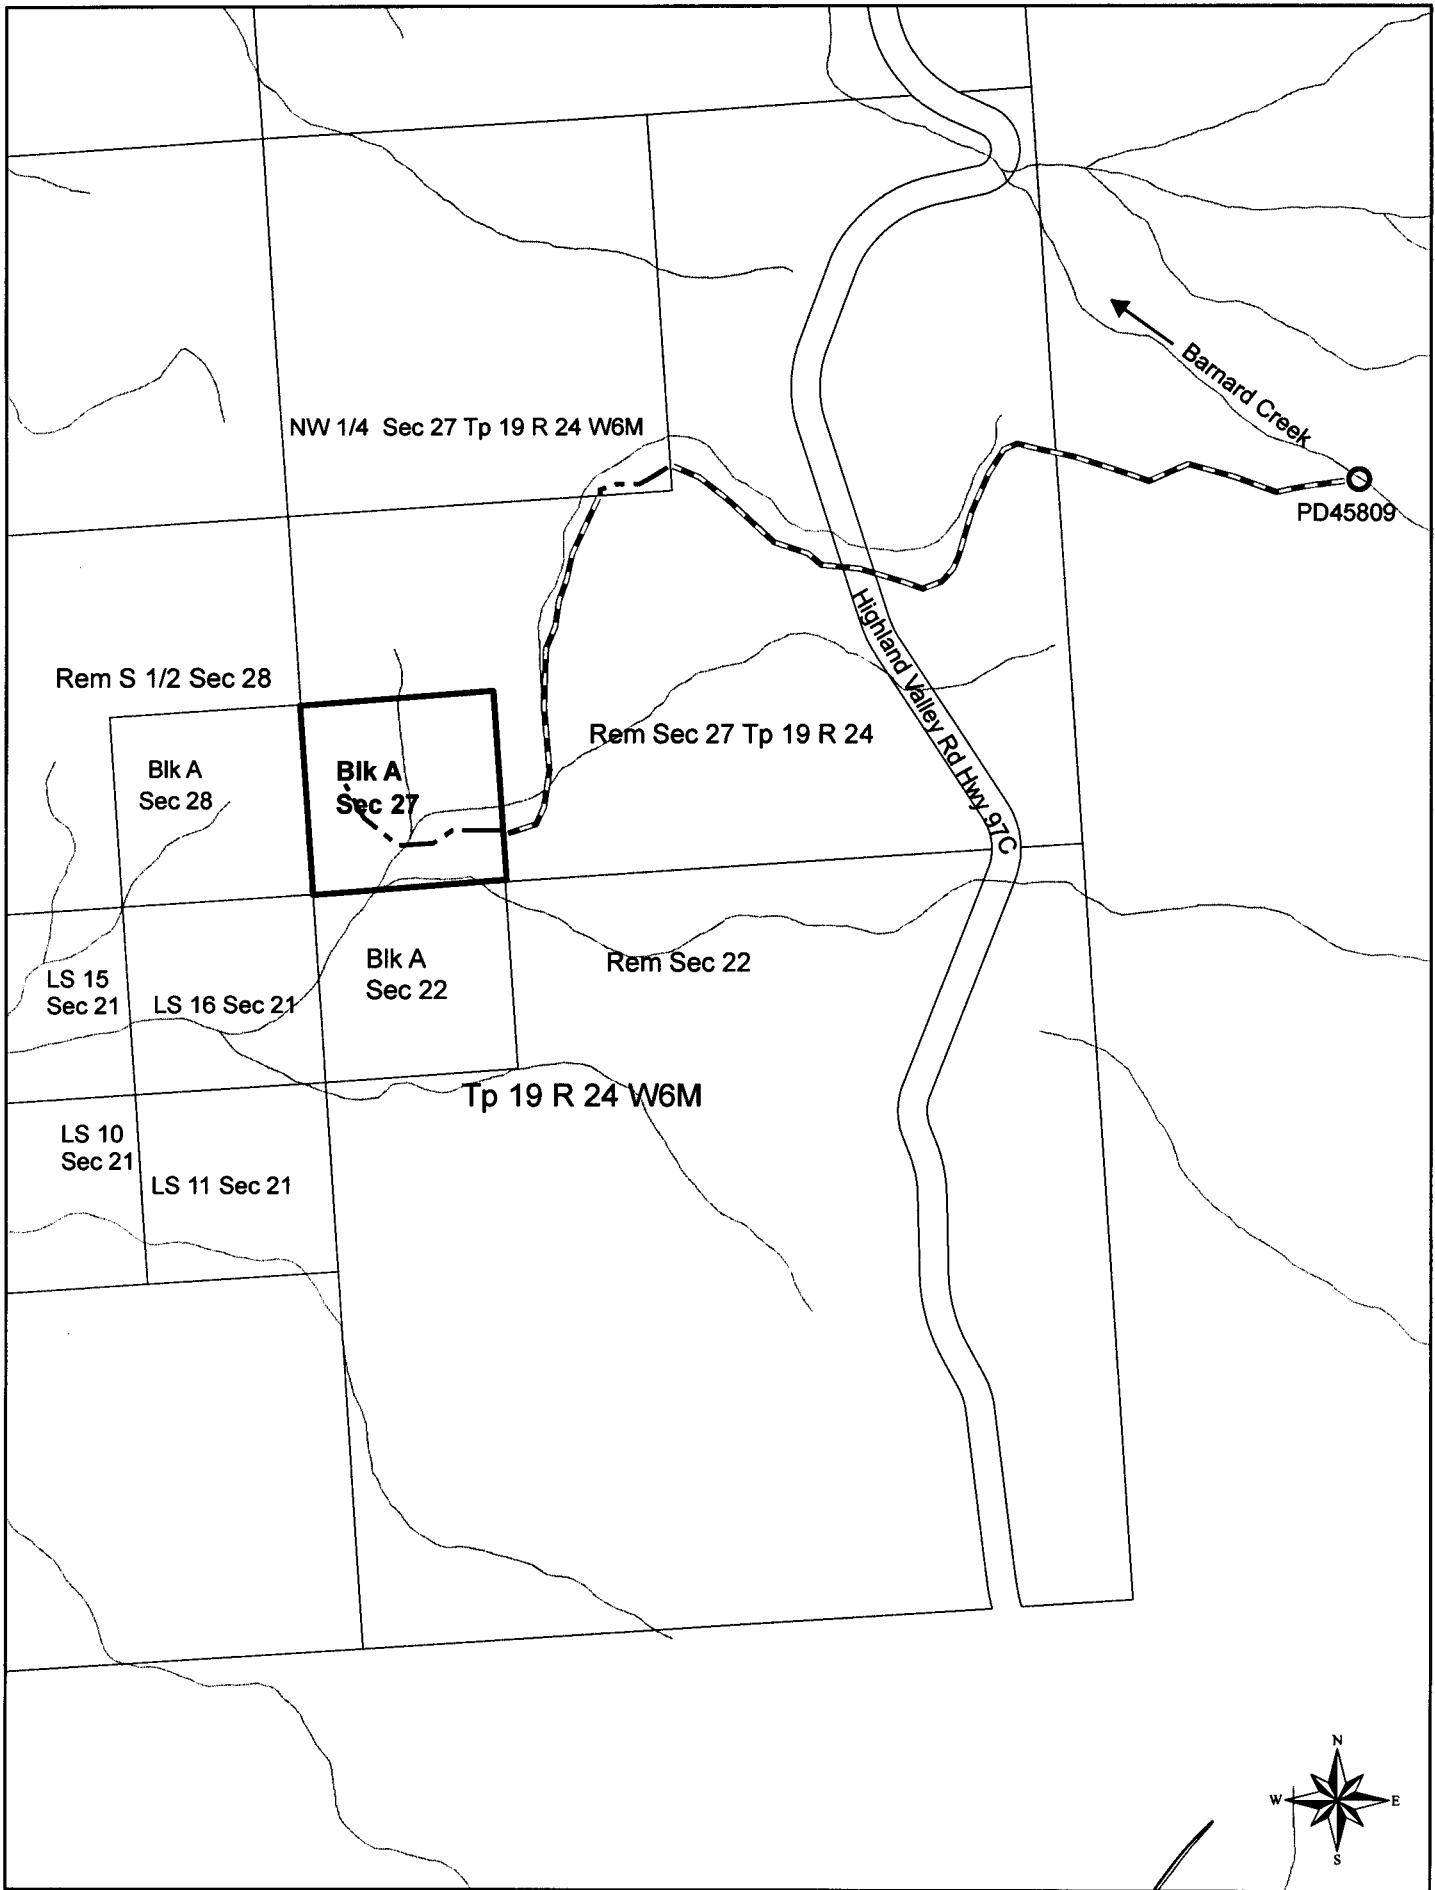 Barnard Creek
NW 1/4 Sec 27 Tp 19 R 24 W6M
PD45809
Highland Valley Rd Hwy 97C
Rem S 1/2 Sec 28
Rem Sec 27 Tp 19 R 24
Blk A
Sec 28
Blk A
Sec 27
Blk A
Sec 22
Rem Sec 22
LS 15
Sec 21
LS 16 Sec 21
Tp 19 R 24 W6M
LS 10
Sec 21
LS 11 Sec 21
N
W
E
S